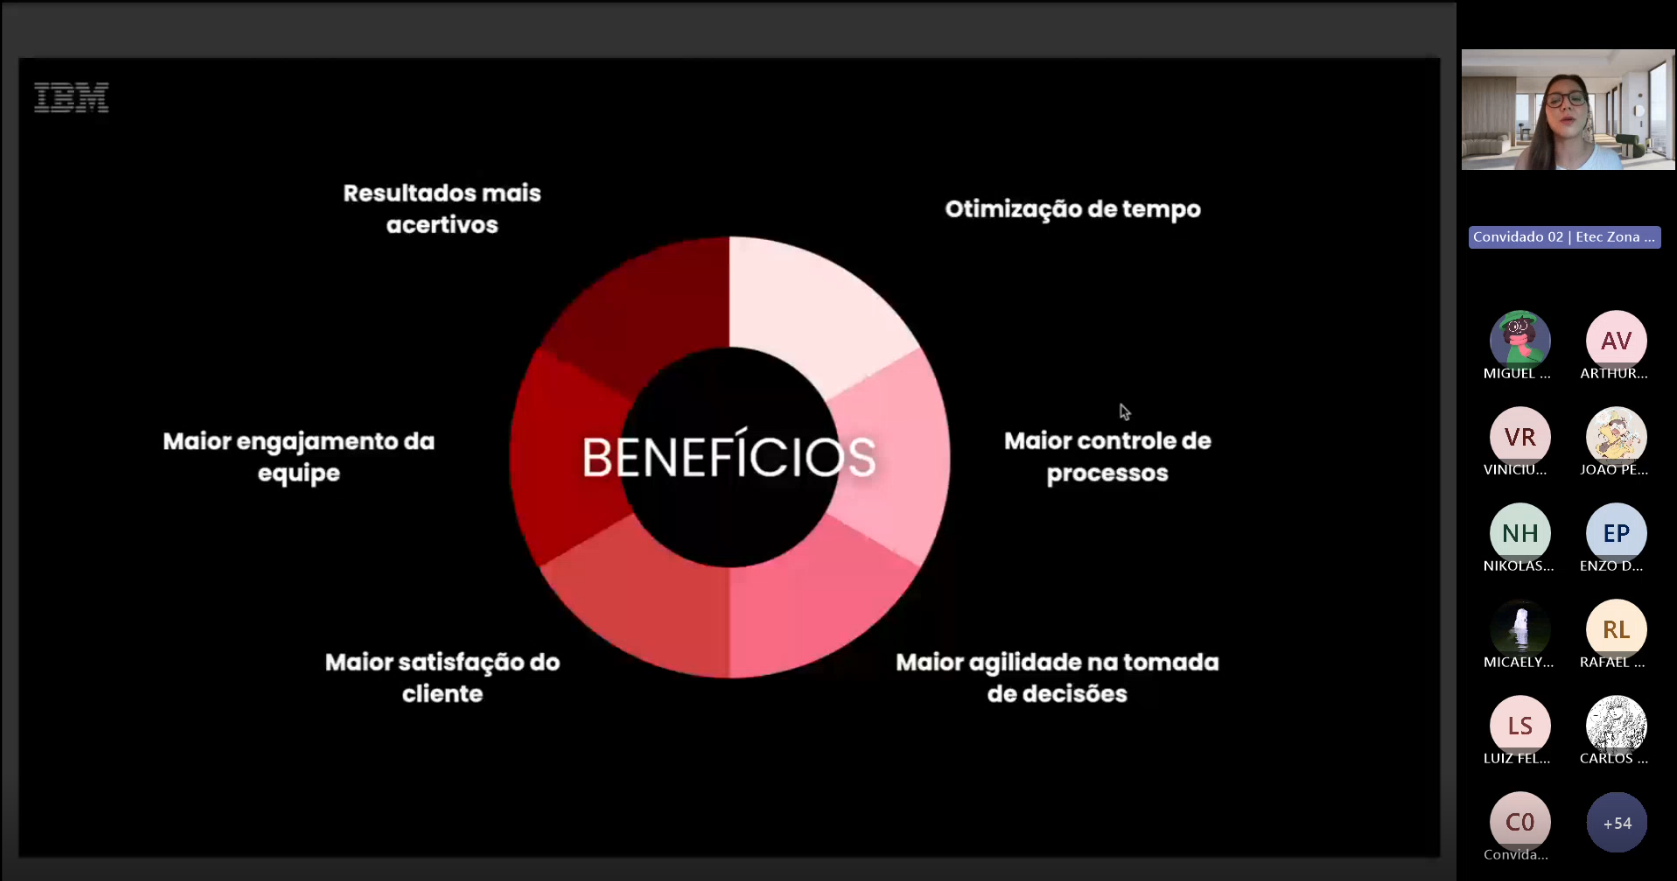 IBM
Resultados mais
acertivos
Otimização de tempo
Maior engajamento da
equipe
BENEFÍCIOS
Maior controle de
processos
Maior satisfação do
cliente
Maior agilidade na tomada
de decisões
Convidado 02 | Etec Zona ...
MIGUEL ...
AV
ARTHUR...
VR
VINICIU...
JOAO PE...
NH
NIKOLAS...
EP
ENZO D...
MICAELY...
RL
RAFAEL ...
LS
LUIZ FEL...
CARLOS ...
C0
Convida...
+54